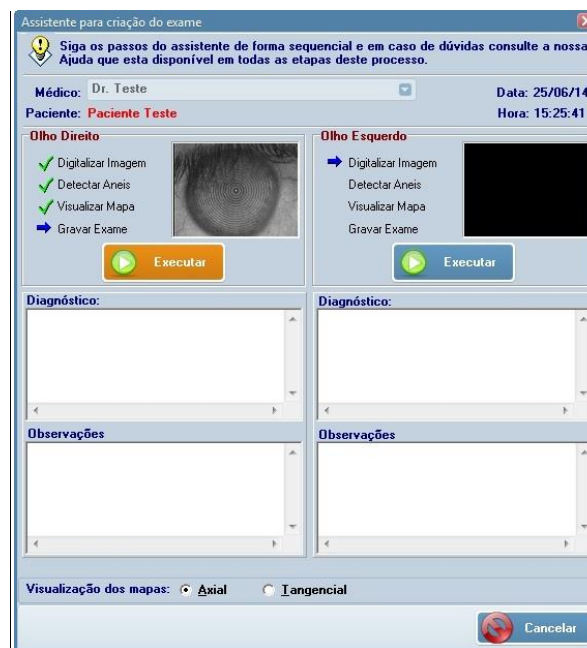 Assistente para criação do exame
Siga os passos do assistente de forma sequencial e em caso de dúvidas consulte a nossa
Ajuda que esta disponível em todas as etapas deste processo.
Médico: Dr. Teste
Data: 25/06/14
Paciente: Paciente Teste
Hora: 15:25:41
Olho Direito
Digitalizar Imagem
Detectar Aneis
Visualizar Mapa
Gravar Exame
Executar
Olho Esquerdo
Digitalizar Imagem
Detectar Aneis
Visualizar Mapa
Gravar Exame
Executar
Diagnóstico:
Diagnóstico:
Observações
Observações
Visualização dos mapas: Axial Tangencial
Cancelar